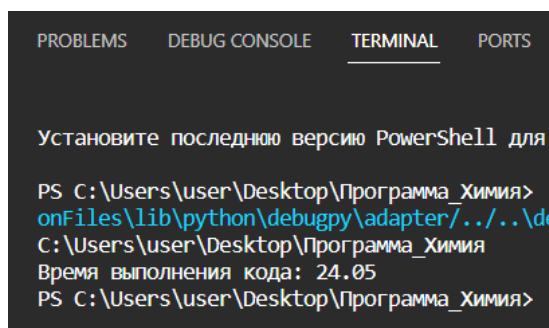 PROBLEMS DEBUG CONSOLE TERMINAL PORTS
Установите последнюю версию PowerShell для
PS C:\Users\user\Desktop\Программа_Химия>
onFiles\lib\python\debugpy\adapter/../..\de
C:\Users\user\Desktop\Программа_Химия
Время выполнения кода: 24.05
PS C:\Users\user\Desktop\Программа_Химия>